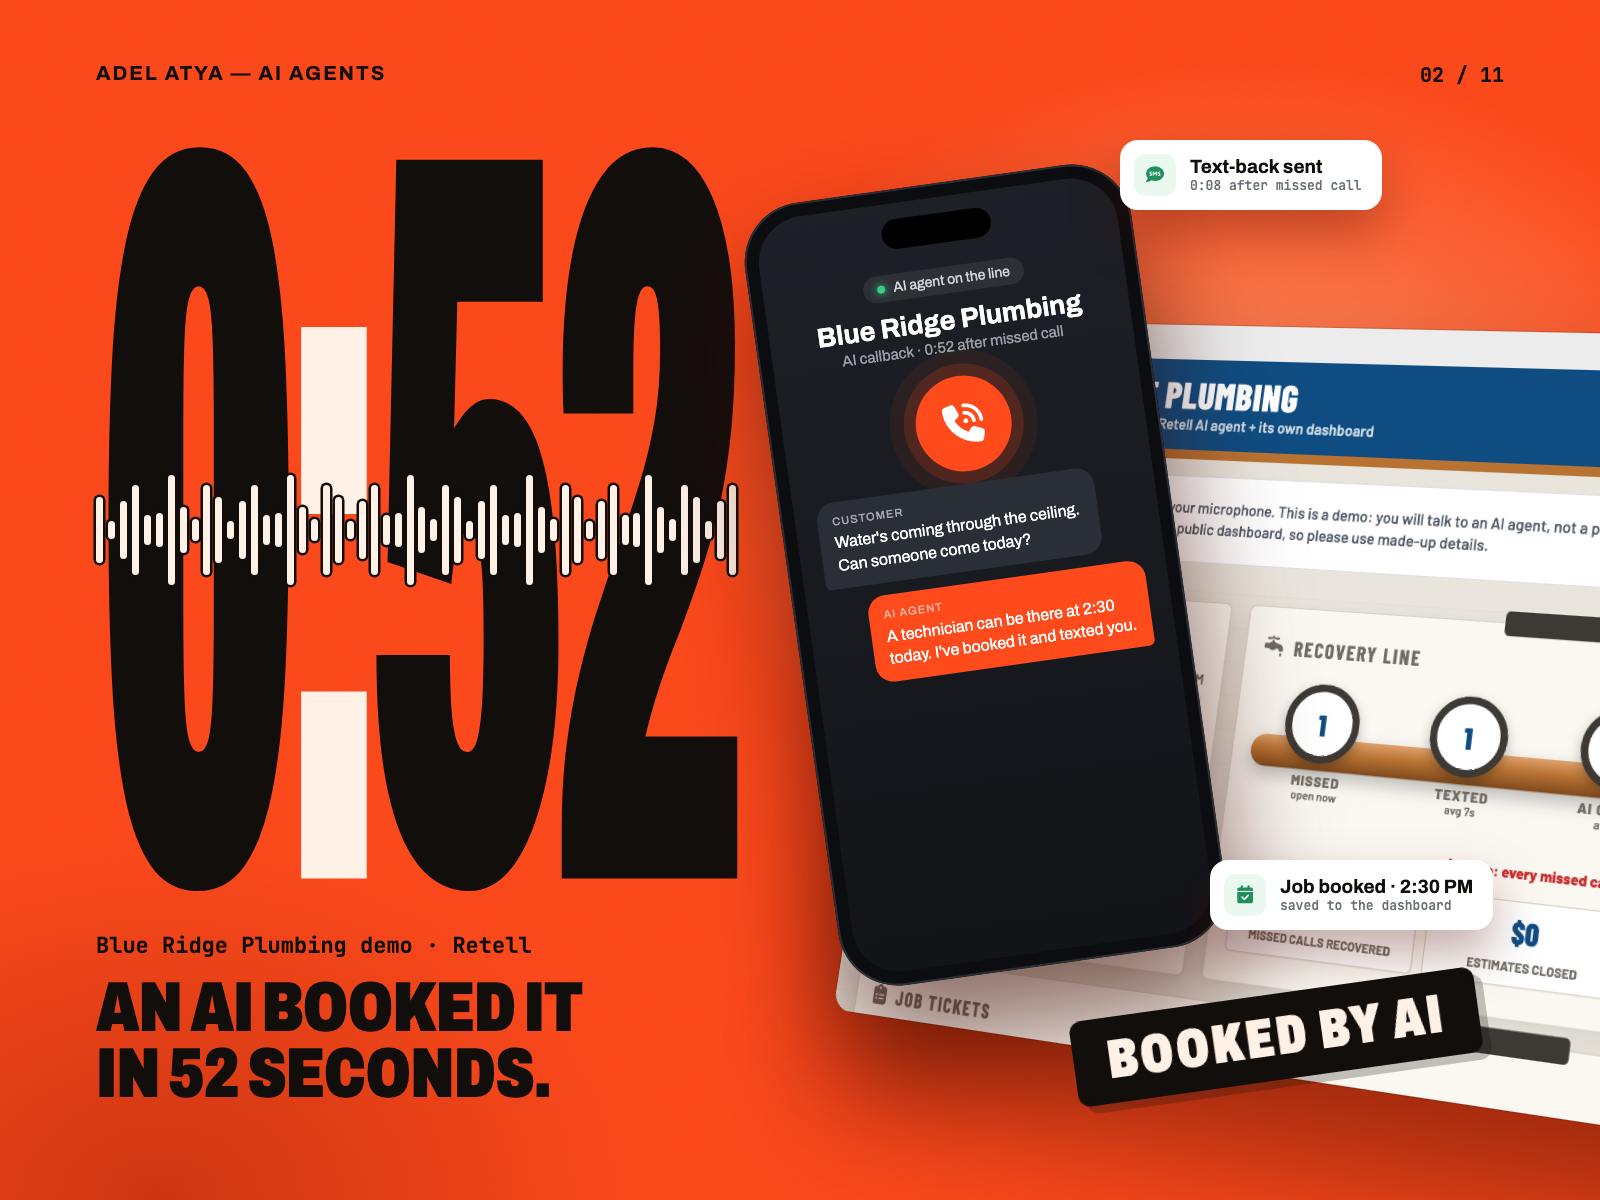 ADEL ATYA — AI AGENTS
02 / 11
0:52
Text-back sent
0:08 after missed call
AI agent on the line
Blue Ridge Plumbing
AI callback · 0:52 after missed call
CUSTOMER
Water's coming through the ceiling.
Can someone come today?
AI AGENT
A technician can be there at 2:30
today. I've booked it and texted you.
PLUMBING
Retell AI agent + its own dashboard
your microphone. This is a demo: you will talk to an AI agent, not a
public dashboard, so please use made-up details.
RECOVERY LINE
1
1
MISSED
open now
TEXTED
avg 7s
AI
every missed
Job booked · 2:30 PM
saved to the dashboard
MISSED CALLS RECOVERED
$0
ESTIMATES CLOSED
JOB TICKETS
BOOKED BY AI
Blue Ridge Plumbing demo · Retell
AN AI BOOKED IT
IN 52 SECONDS.